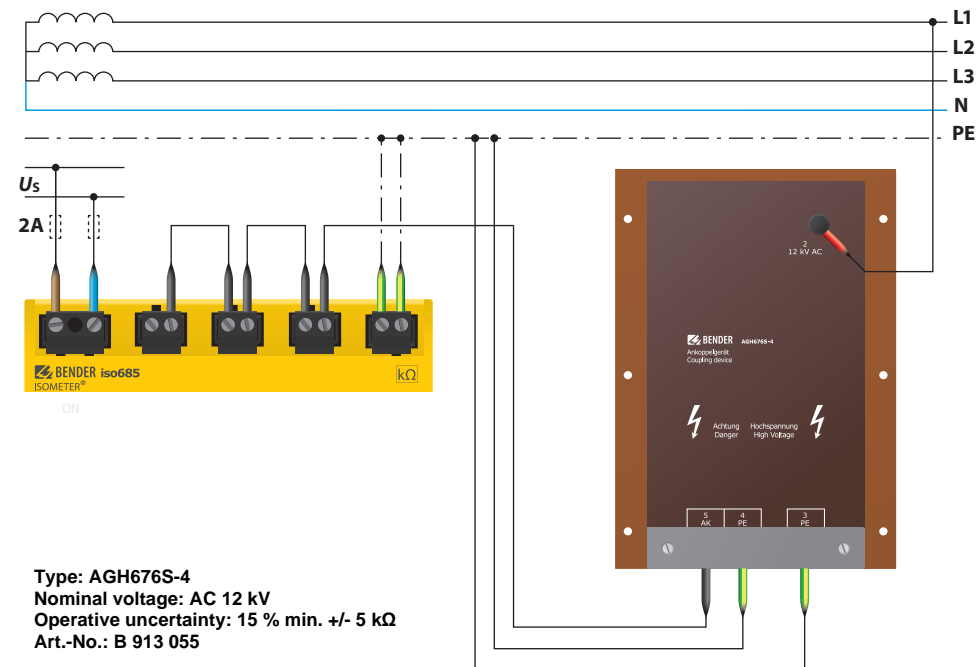 L1
L2
L3
N
PE
US
2A
BENDER iso685
ISOMETER®
kΩ
ON
2
12 kV AC
BENDER AGH676S-4
Ankoppelgerät
Coupling device
Achtung Hochspannung
Danger High Voltage
5 4 3
AK PE PE
Type: AGH676S-4
Nominal voltage: AC 12 kV
Operative uncertainty: 15 % min. +/- 5 kΩ
Art.-No.: B 913 055